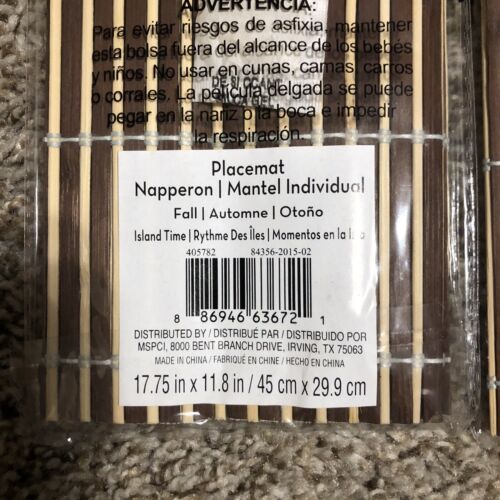 ADVERTENCIA:
Para evitar riesgos de asfixia, mantener
esta bolsa fuera del alcance de los bebés
y niños. No usar en cunas, camas, carros
o corrales. La película delgada se puede
pegar en la nariz o la boca e impedir
la respiración.
Placemat
Napperon | Mantel Individual
Fall | Automne | Otoño
Island Time | Rythme Des Îles | Momentos en la
405782 84356-2015-02
8 86946 63672 1
DISTRIBUTED BY / DISTRIBUÉ PAR / DISTRIBUIDO POR
MSPCI, 8000 BENT BRANCH DRIVE, IRVING, TX 75063
MADE IN CHINA / FABRIQUÉ EN CHINE / HECHO EN CHINA
17.75 in x 11.8 in / 45 cm x 29.9 cm